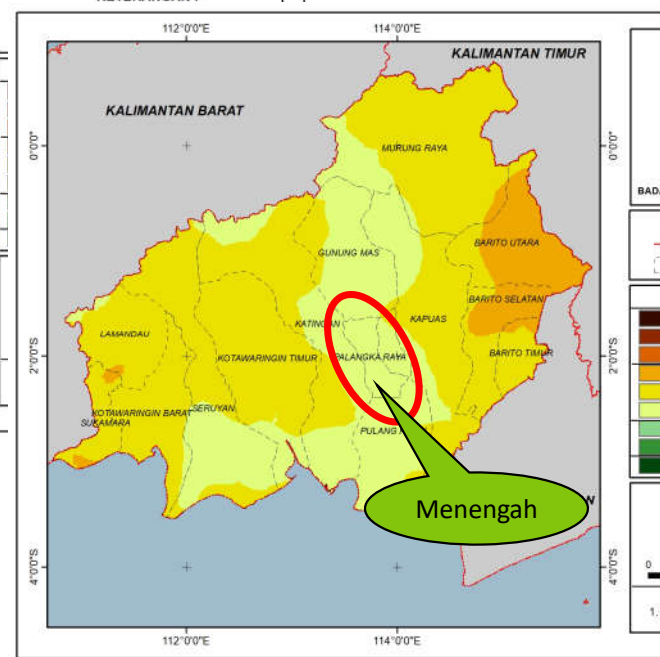 112°0'0"E
114°0'0"E
KALIMANTAN TIMUR
KALIMANTAN BARAT
0°0'0"
0°0'0"
MURUNG RAYA
BADA
BARITO UTARA
GUNUNG MAS
BARITO SELATAN
KATINGAN
KAPUAS
LAMANDAU
KOTAWARINGIN TIMUR
PALANGKA RAYA
BARITO TIMUR
2°0'0"S
2°0'0"S
KOTAWARINGIN BARAT
SERUYAN
SUKAMARA
PULANG
Menengah
N
4°0'0"S
4°0'0"S
0
1.
112°0'0"E
114°0'0"E